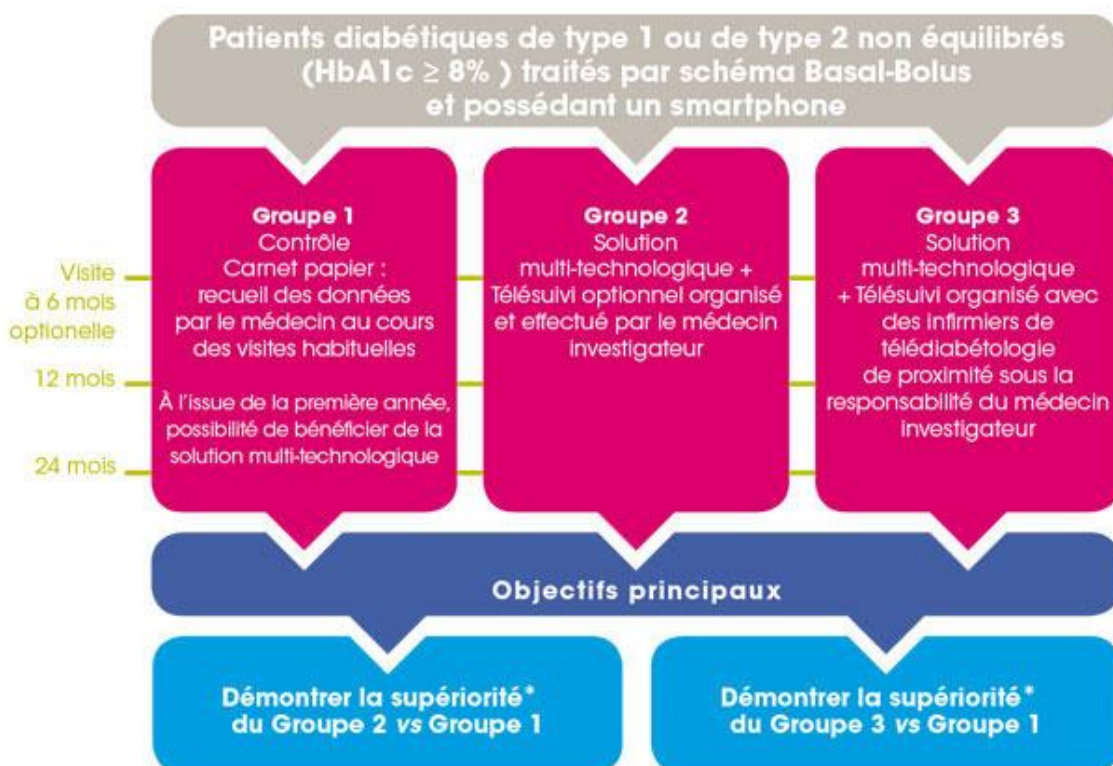 Patients diabétiques de type 1 ou de type 2 non équilibrés
(HbA1c ≥ 8% ) traités par schéma Basal-Bolus
et possédant un smartphone
Visite
à 6 mois
optionelle
12 mois
24 mois
Groupe 1
Contrôle
Carnet papier :
recueil des données
par le médecin au cours
des visites habituelles
À l'issue de la première année,
possibilité de bénéficier de la
solution multi-technologique
Groupe 2
Solution
multi-technologique +
Télésuivi optionnel organisé
et effectué par le médecin
investigateur
Groupe 3
Solution
multi-technologique
+ Télésuivi organisé avec
des infirmiers de
télédiabétologie
de proximité sous la
responsabilité du médecin
investigateur
Objectifs principaux
Démontrer la supériorité*
du Groupe 2 vs Groupe 1
Démontrer la supériorité*
du Groupe 3 vs Groupe 1